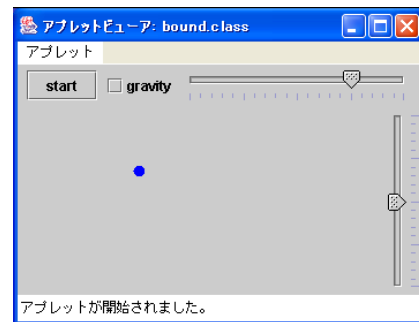 アプレットビューア: bound.class
アプレット
start gravity
アプレットが開始されました。